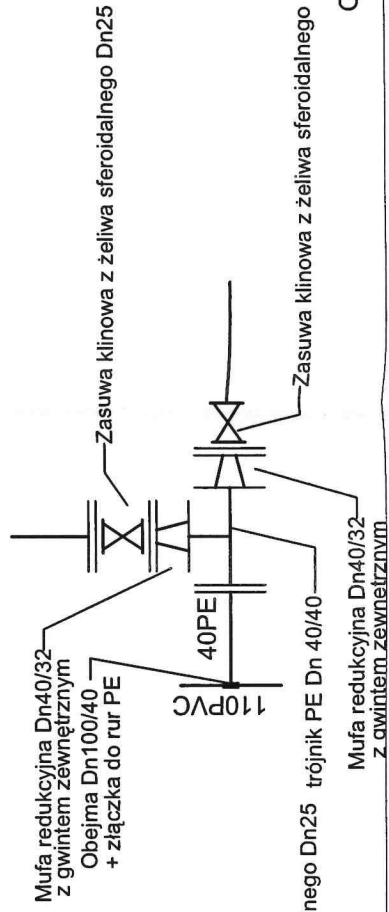 Mufa redukcyjna Dn40/32
z gwintem zewnętrznym
Obejma Dn100/40
+ złączka do rur PE
Zasuwa klinowa z żeliwa sferoidalnego Dn25
40PE
110PVC
nego Dn25
trójnik PE Dn 40/40
Mufa redukcyjna Dn40/32
z gwintem zewnętrznym
Zasuwa klinowa z żeliwa sferoidalnego